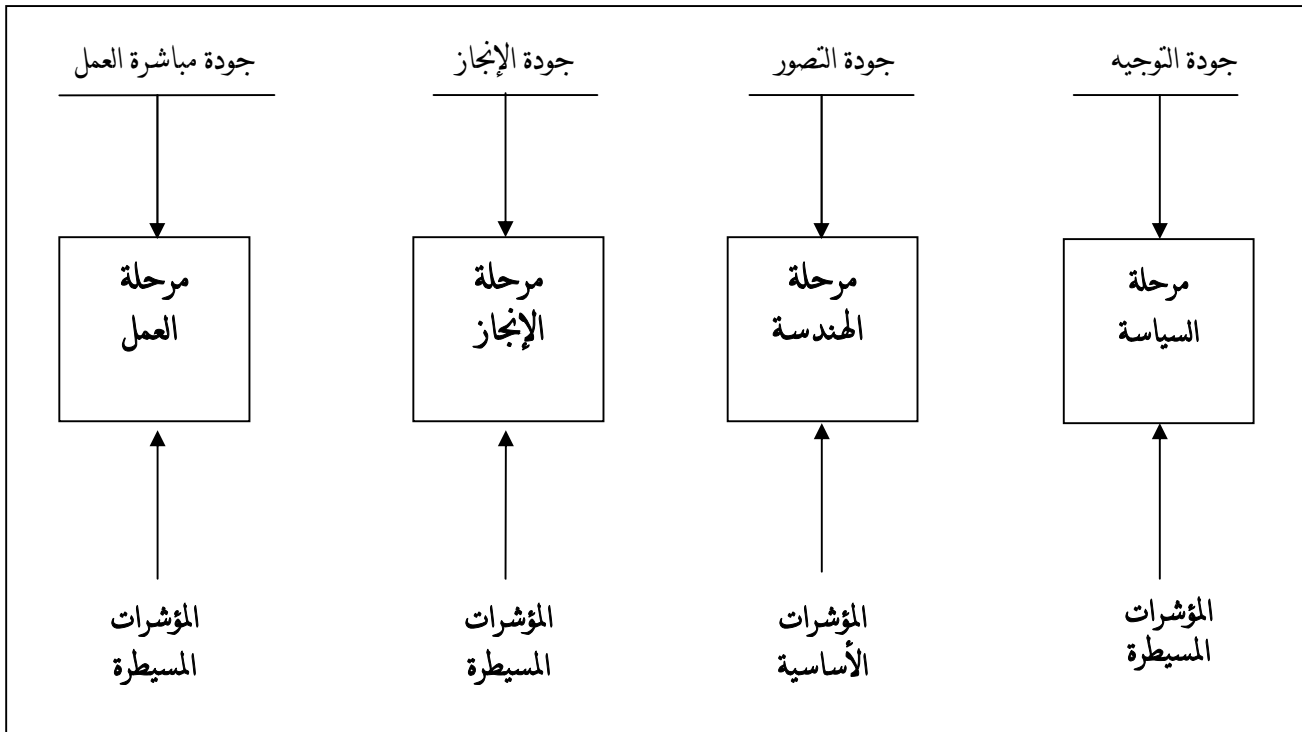 جودة التوجيه
جودة التصور
جودة الإنجاز
جودة مباشرة العمل
مرحلة
السياسة
مرحلة
الهندسة
مرحلة
الإنجاز
مرحلة
العمل
المؤشرات
المسيطرة
المؤشرات
الأساسية
المؤشرات
المسيطرة
المؤشرات
المسيطرة